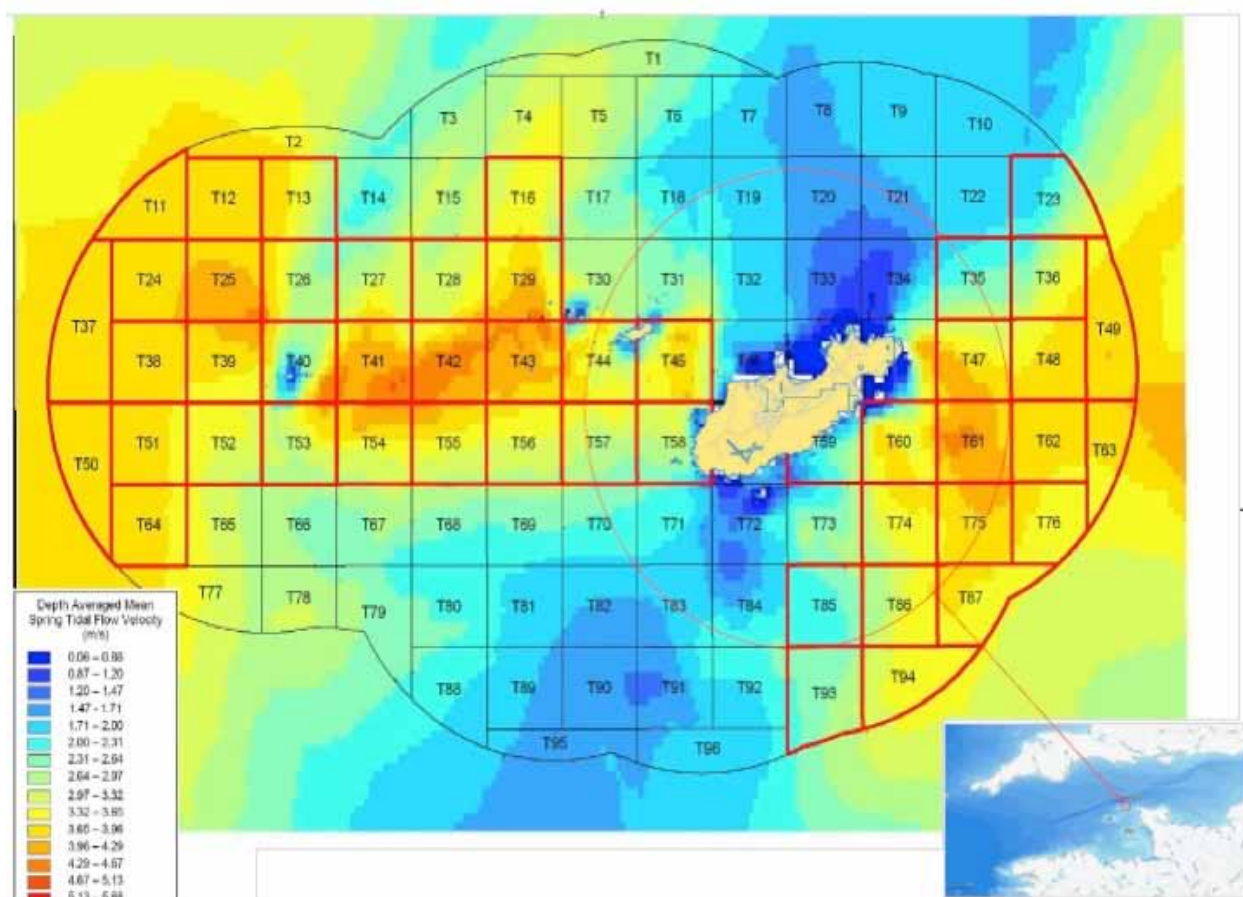 T1
T2
T3 T4 T5 T6 T7 T8 T9 T10
T11 T12 T13 T14 T15 T16 T17 T18 T19 T20 T21 T22 T23
T24 T25 T26 T27 T28 T29 T30 T31 T32 T33 T34 T35 T36
T37
T38 T39 T40 T41 T42 T43 T44 T45 T47 T48 T49
T50
T51 T52 T53 T54 T55 T56 T57 T58 T59 T60 T61 T62 T63
T64 T65 T66 T67 T68 T69 T70 T71 T72 T73 T74 T75 T76
T77 T78 T79 T80 T81 T82 T83 T84 T85 T86 T87
T88 T89 T90 T91 T92 T93 T94
T95 T96
Depth Averaged Mean
Spring Tidal Flow Velocity
(m/s)
0.87 – 1.20
1.20 – 1.47
1.47 – 1.71
1.71 – 2.00
2.00 – 2.31
2.31 – 2.64
2.64 – 2.97
2.97 – 3.32
3.32 – 3.65
3.65 – 3.96
3.96 – 4.29
4.29 – 4.67
4.67 – 5.13